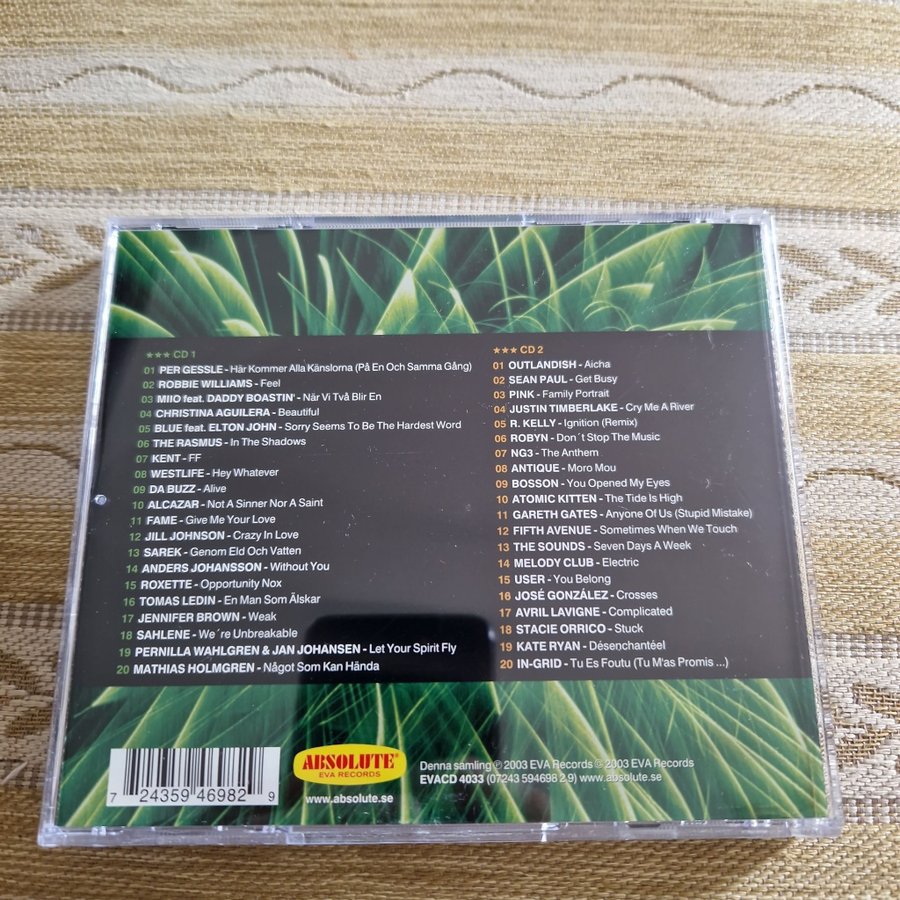 ★★★ CD 1
01 PER GESSLE - Här Kommer Alla Känslorna (På En Och Samma Gång)
02 ROBBIE WILLIAMS - Feel
03 MIIO feat. DADDY BOASTIN' - När Vi Två Blir En
04 CHRISTINA AGUILERA - Beautiful
05 BLUE feat. ELTON JOHN - Sorry Seems To Be The Hardest Word
06 THE RASMUS - In The Shadows
07 KENT - FF
08 WESTLIFE - Hey Whatever
09 DA BUZZ - Alive
10 ALCAZAR - Not A Sinner Nor A Saint
11 FAME - Give Me Your Love
12 JILL JOHNSON - Crazy In Love
13 SAREK - Genom Eld Och Vatten
14 ANDERS JOHANSSON - Without You
15 ROXETTE - Opportunity Nox
16 TOMAS LEDIN - En Man Som Älskar
17 JENNIFER BROWN - Weak
18 SAHLENE - We´re Unbreakable
19 PERNILLA WAHLGREN & JAN JOHANSEN - Let Your Spirit Fly
20 MATHIAS HOLMGREN - Något Som Kan Hända
★★★ CD 2
01 OUTLANDISH - Aïcha
02 SEAN PAUL - Get Busy
03 PINK - Family Portrait
04 JUSTIN TIMBERLAKE - Cry Me A River
05 R. KELLY - Ignition (Remix)
06 ROBYN - Don´t Stop The Music
07 NG3 - The Anthem
08 ANTIQUE - Moro Mou
09 BOSSON - You Opened My Eyes
10 ATOMIC KITTEN - The Tide Is High
11 GARETH GATES - Anyone Of Us (Stupid Mistake)
12 FIFTH AVENUE - Sometimes When We Touch
13 THE SOUNDS - Seven Days A Week
14 MELODY CLUB - Electric
15 USER - You Belong
16 JOSÉ GONZÁLEZ - Crosses
17 AVRIL LAVIGNE - Complicated
18 STACIE ORRICO - Stuck
19 KATE RYAN - Désenchantéel
20 IN-GRID - Tu Es Foutu (Tu M'as Promis ...)
7 24359 46982 9
ABSOLUTE®
EVA RECORDS
www.absolute.se
Denna samling ℗ 2003 EVA Records © 2003 EVA Records
EVACD 4033 (07243 594698 2 9) www.absolute.se